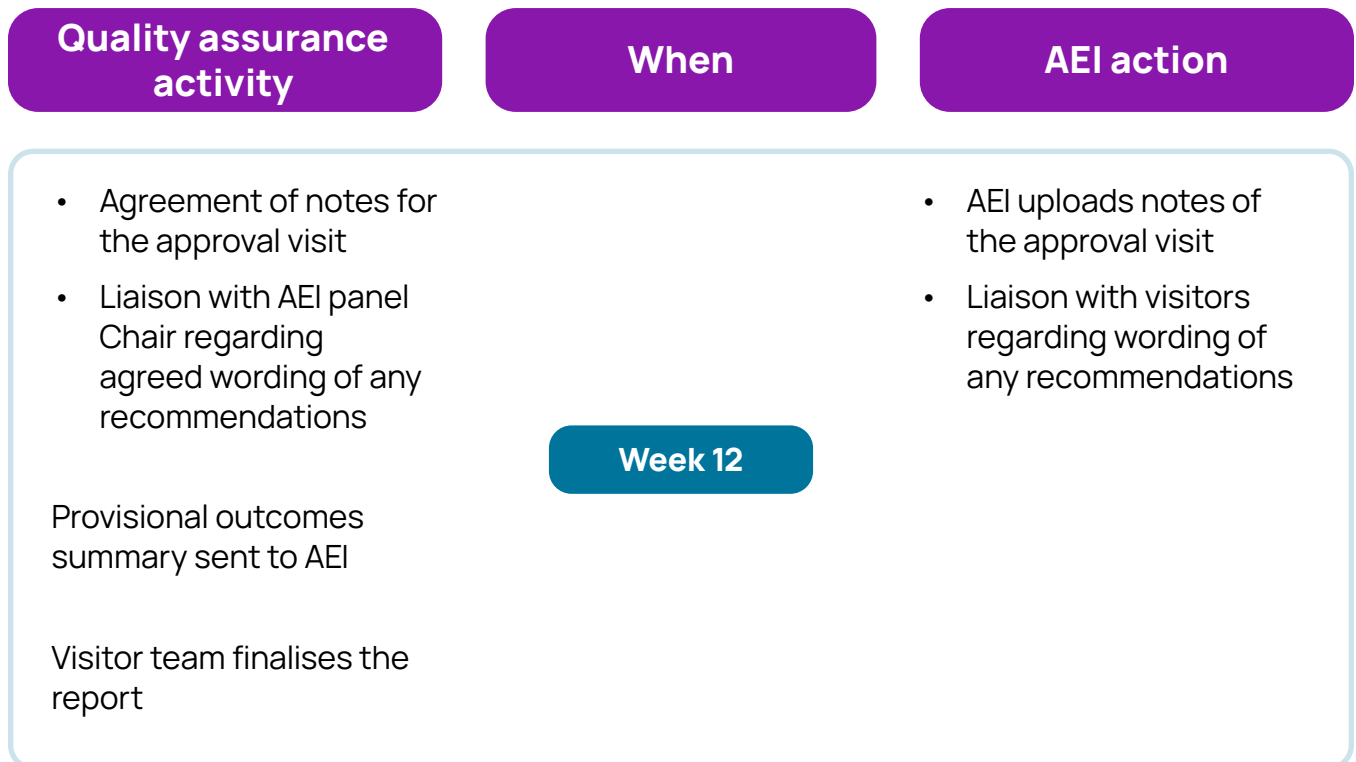 Quality assurance
activity
When
AEI action
• Agreement of notes for
the approval visit
• Liaison with AEI panel
Chair regarding
agreed wording of any
recommendations
Provisional outcomes
summary sent to AEI
Visitor team finalises the
report
Week 12
• AEI uploads notes of
the approval visit
• Liaison with visitors
regarding wording of
any recommendations